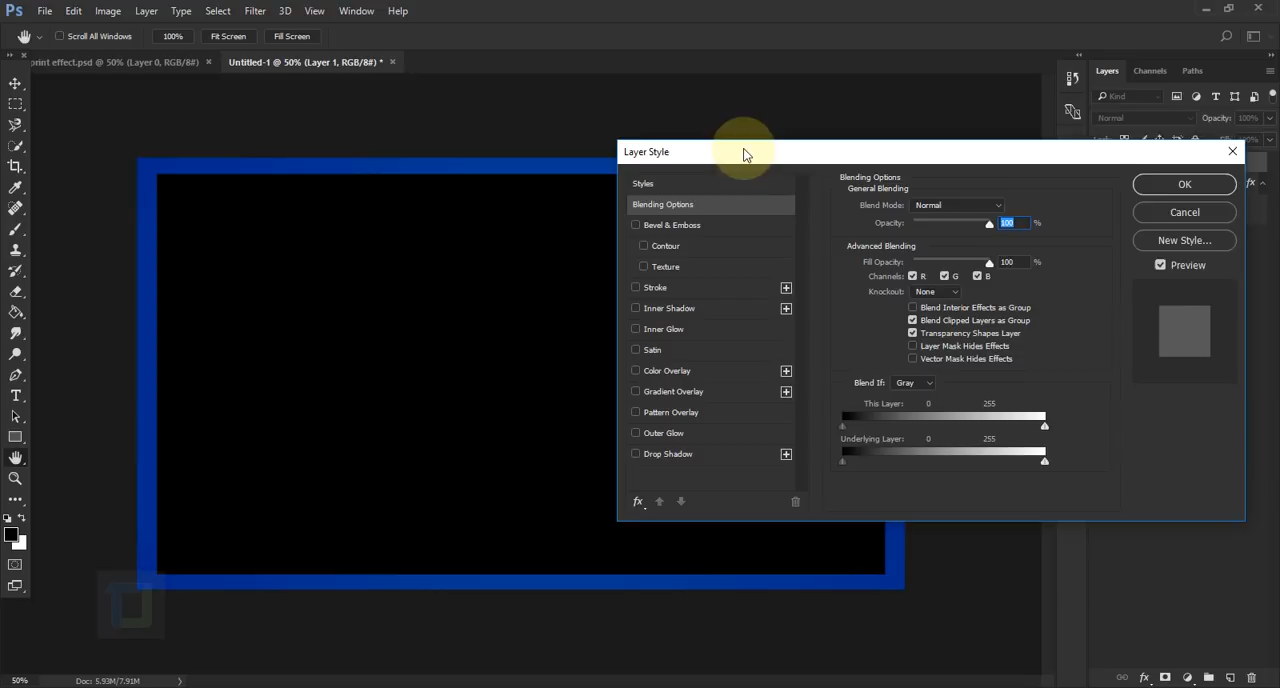 Ps File Edit Image Layer Type Select Filter 3D View Window Help
Scroll All Windows 100% Fit Screen Fill Screen
print effect.psd @ 50% (Layer 0, RGB/8#) × Untitled-1 @ 50% (Layer 1, RGB/8#) * ×
Layers Channels Paths
Kind
Normal Opacity: 100%
Layer Style
Styles
Blending Options
Bevel & Emboss
Contour
Texture
Stroke
Inner Shadow
Inner Glow
Satin
Color Overlay
Gradient Overlay
Pattern Overlay
Outer Glow
Drop Shadow
fx
Blending Options
General Blending
Blend Mode: Normal
Opacity: 100 %
Advanced Blending
Fill Opacity: 100 %
Channels: R G B
Knockout: None
Blend Interior Effects as Group
Blend Clipped Layers as Group
Transparency Shapes Layer
Layer Mask Hides Effects
Vector Mask Hides Effects
Blend If: Gray
This Layer: 0 255
Underlying Layer: 0 255
OK
Cancel
New Style...
Preview
fx
50% Doc: 5.93M/7.91M
fx